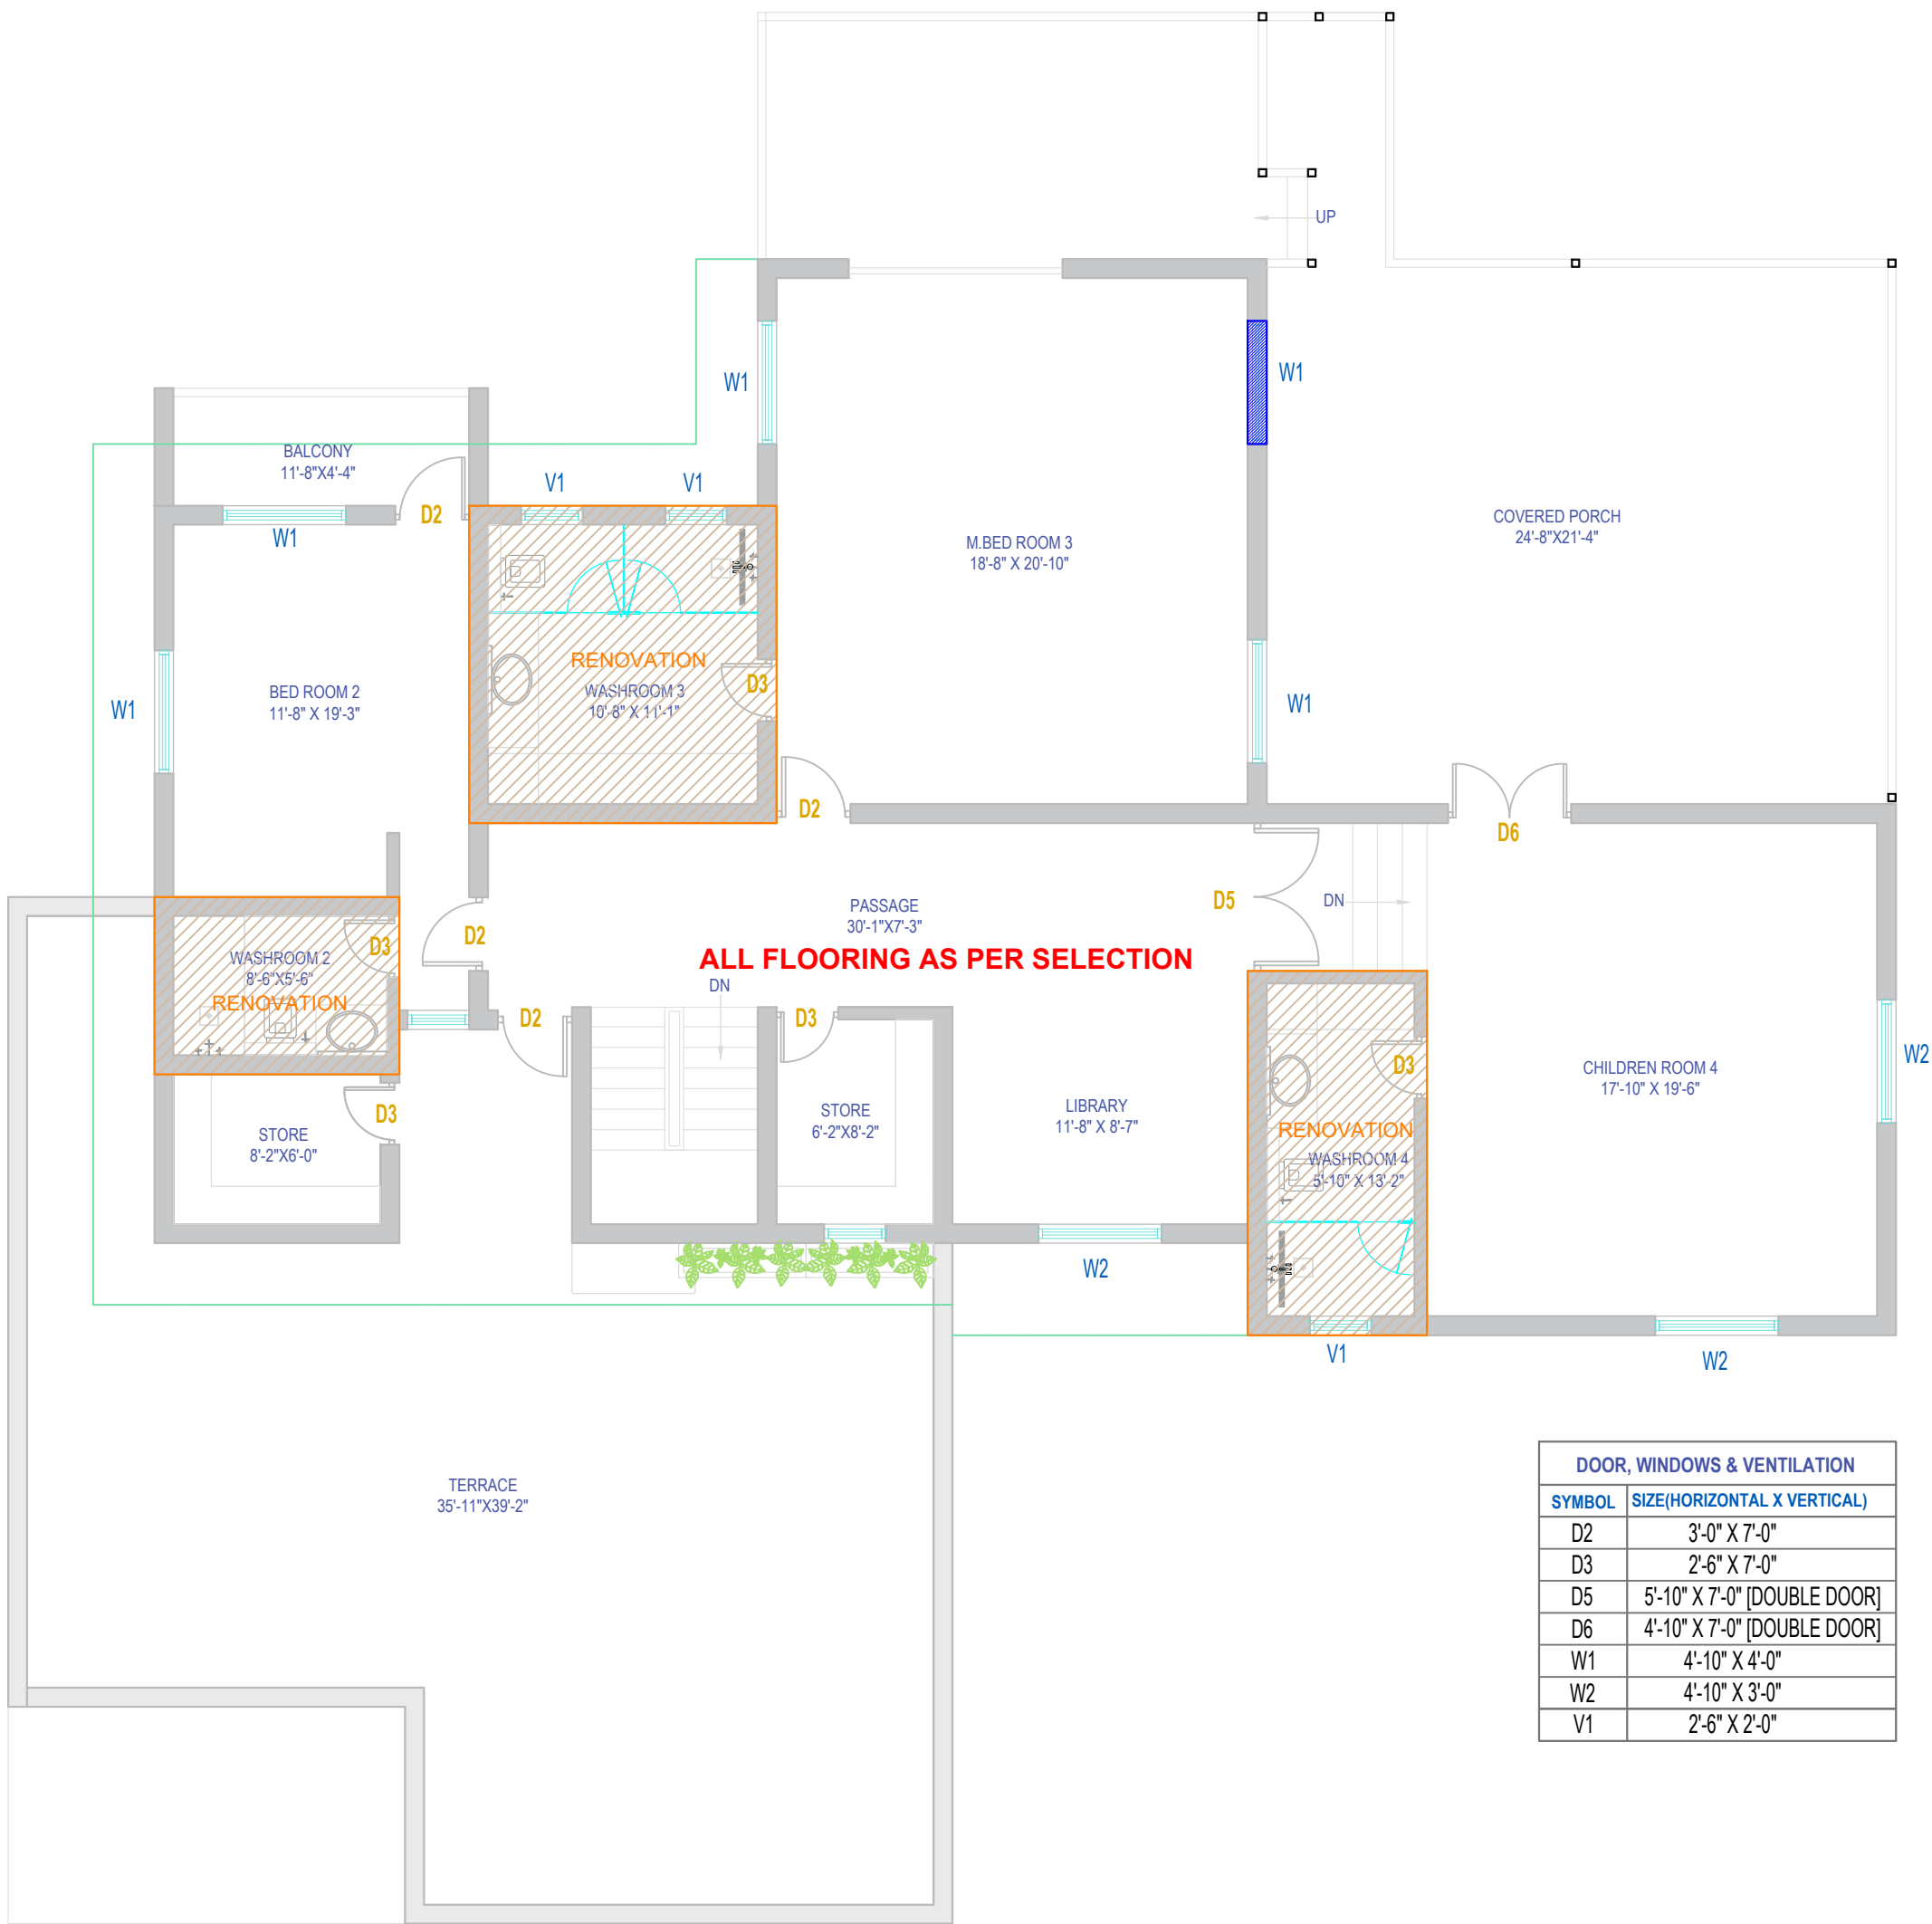 UP
W1
W1
BALCONY
11'-8"X4'-4"
V1
V1
D2
W1
COVERED PORCH
24'-8"X21'-4"
M.BED ROOM 3
18'-8" X 20'-10"
RENOVATION
WASHROOM 3
10'-8" X 11'-1"
D3
BED ROOM 2
11'-8" X 19'-3"
W1
W1
D2
D6
D5
DN
PASSAGE
30'-1"X7'-3"
D2
D3
WASHROOM 2
8'-6"X5'-6"
RENOVATION
ALL FLOORING AS PER SELECTION
DN
D2
D3
D3
W2
CHILDREN ROOM 4
17'-10" X 19'-6"
D3
STORE
8'-2"X6'-0"
STORE
6'-2"X8'-2"
LIBRARY
11'-8" X 8'-7"
RENOVATION
WASHROOM 4
5'-10" X 13'-2"
W2
V1
W2
TERRACE
35'-11"X39'-2"
DOOR, WINDOWS & VENTILATION
SYMBOL SIZE(HORIZONTAL X VERTICAL)
D2 3'-0" X 7'-0"
D3 2'-6" X 7'-0"
D5 5'-10" X 7'-0" [DOUBLE DOOR]
D6 4'-10" X 7'-0" [DOUBLE DOOR]
W1 4'-10" X 4'-0"
W2 4'-10" X 3'-0"
V1 2'-6" X 2'-0"